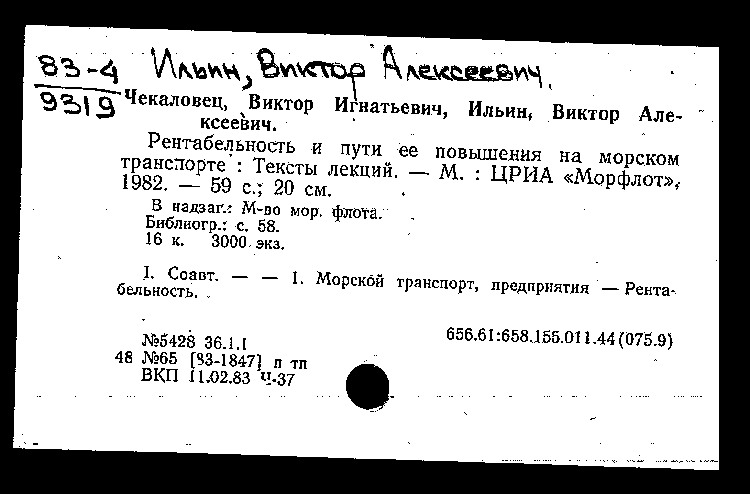 83-4 Ильин, Виктор Алексеевич.
9319
Чекаловец, Виктор Игнатьевич, Ильин, Виктор Але-
ксеевич.
Рентабельность и пути ее повышения на морском
транспорте : Тексты лекций. — М. : ЦРИА «Морфлот»,
1982. — 59 с.; 20 см.
В надзаг.: М-во мор. флота.
Библиогр.: с. 58.
16 к. 3000 экз.
I. Соавт. — — 1. Морской транспорт, предприятия — Рента-
бельность.
656.61:658.155.011.44(075.9)
№5428 36.1.I
48 №65 [83-1847] п тп
ВКП 11.02.83 Ч-37